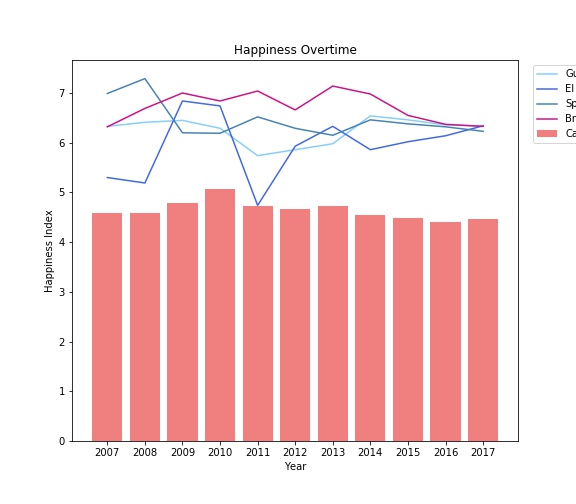 Happiness Overtime
Happiness Index
7
6
5
4
3
2
1
0
2007 2008 2009 2010 2011 2012 2013 2014 2015 2016 2017
Year
Gu
El
Sp
Br
Ca